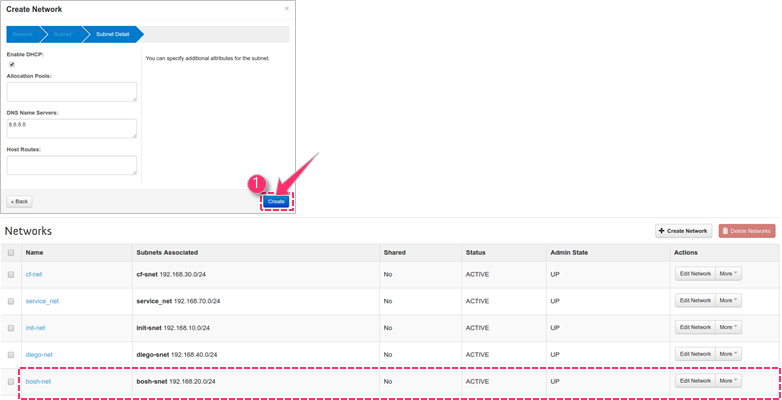 Create Network
×
Network
Subnet *
Subnet Detail
Enable DHCP:
You can specify additional attributes for the subnet.
Allocation Pools:
DNS Name Servers:
8.8.8.8
Host Routes:
1
« Back
Create
Networks
+ Create Network
Delete Networks
Name Subnets Associated Shared Status Admin State Actions
cf-net cf-snet 192.168.30.0/24 No ACTIVE UP Edit Network More
service_net service_net 192.168.70.0/24 No ACTIVE UP Edit Network More
init-net init-snet 192.168.10.0/24 No ACTIVE UP Edit Network More
diego-net diego-snet 192.168.40.0/24 No ACTIVE UP Edit Network More
bosh-net bosh-snet 192.168.20.0/24 No ACTIVE UP Edit Network More